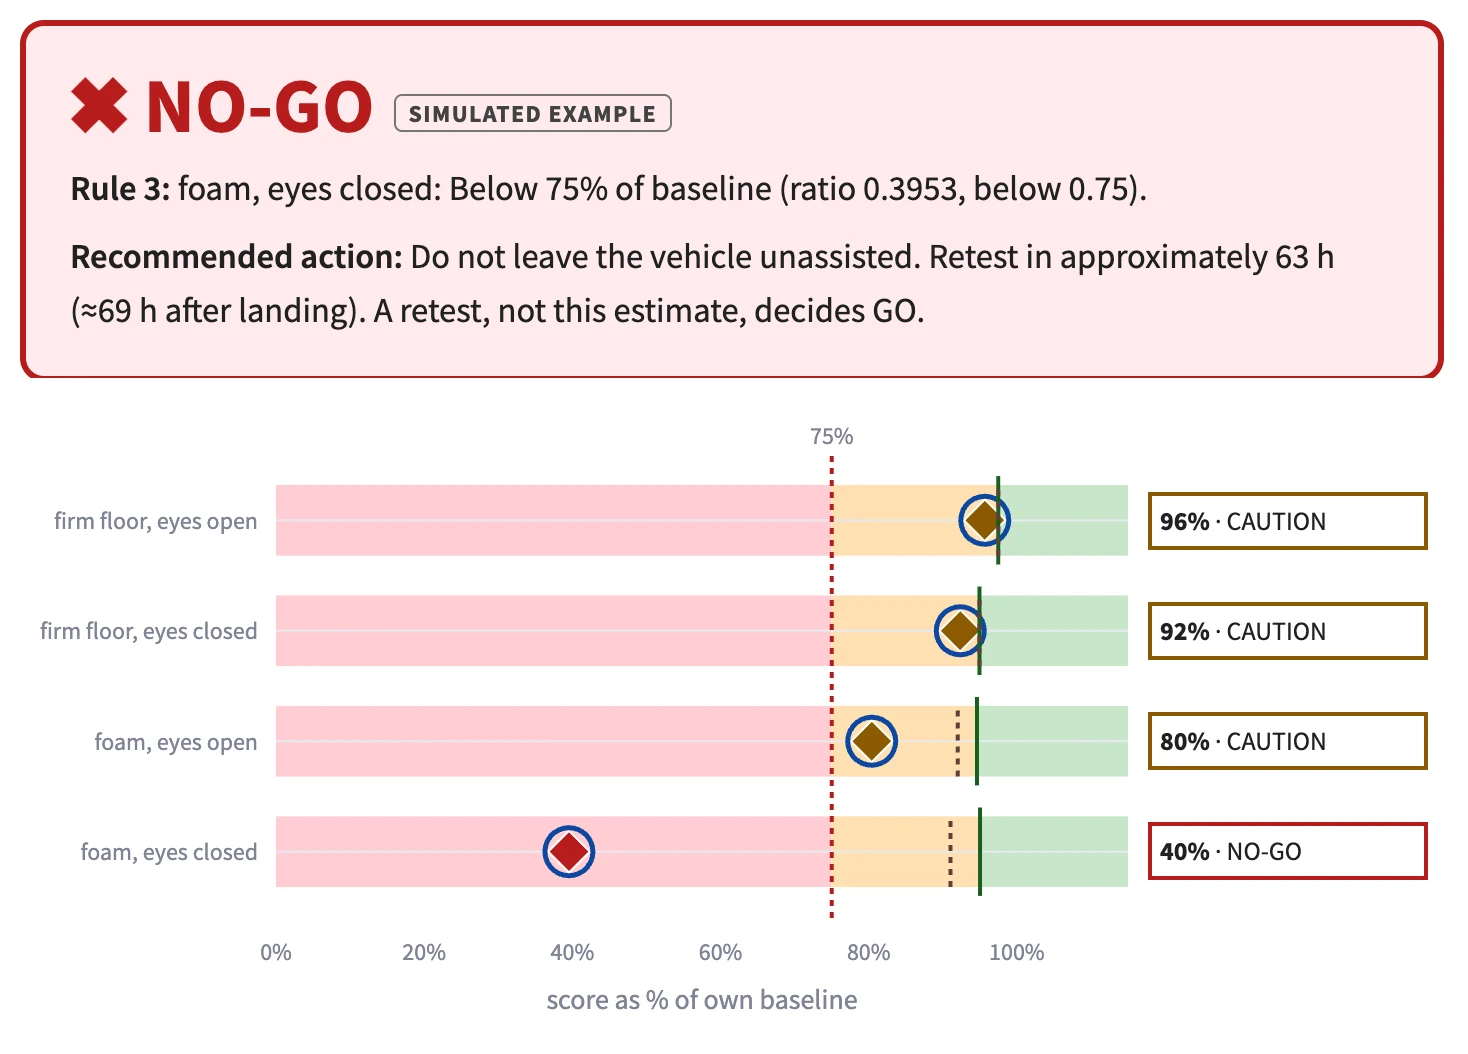 ✖ NO-GO SIMULATED EXAMPLE
Rule 3: foam, eyes closed: Below 75% of baseline (ratio 0.3953, below 0.75).
Recommended action: Do not leave the vehicle unassisted. Retest in approximately 63 h
(≈69 h after landing). A retest, not this estimate, decides GO.
75%
firm floor, eyes open 96% · CAUTION
firm floor, eyes closed 92% · CAUTION
foam, eyes open 80% · CAUTION
foam, eyes closed 40% · NO-GO
0% 20% 40% 60% 80% 100%
score as % of own baseline